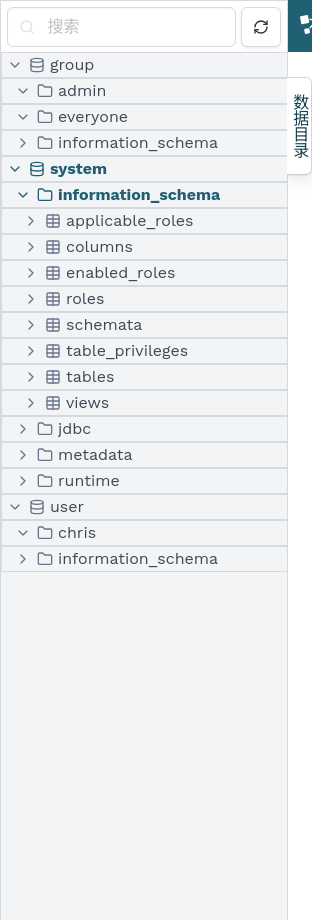 搜索
group
admin
everyone
information_schema
system
information_schema
applicable_roles
columns
enabled_roles
roles
schemata
table_privileges
tables
views
jdbc
metadata
runtime
user
chris
information_schema
数据目录